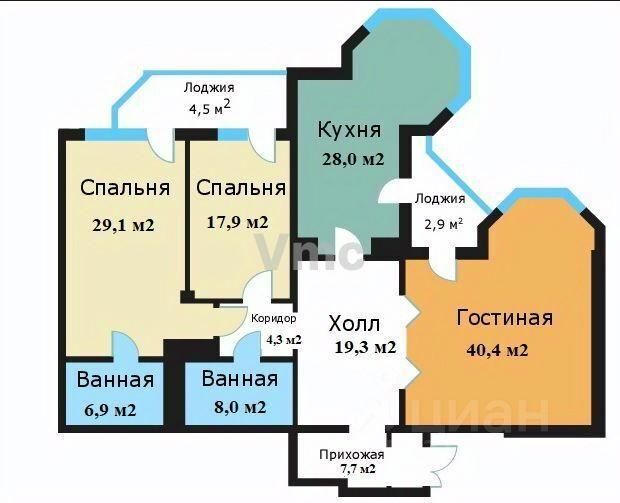 Лоджия
4,5 м²
Кухня
28,0 м2
Спальня
29,1 м2
Спальня
17,9 м2
Лоджия
2,9 м²
Vmc
Коридор
4,3 м2
Холл
19,3 м2
Гостиная
40,4 м2
Ванная
6,9 м2
Ванная
8,0 м2
циан
Прихожая
7,7 м2